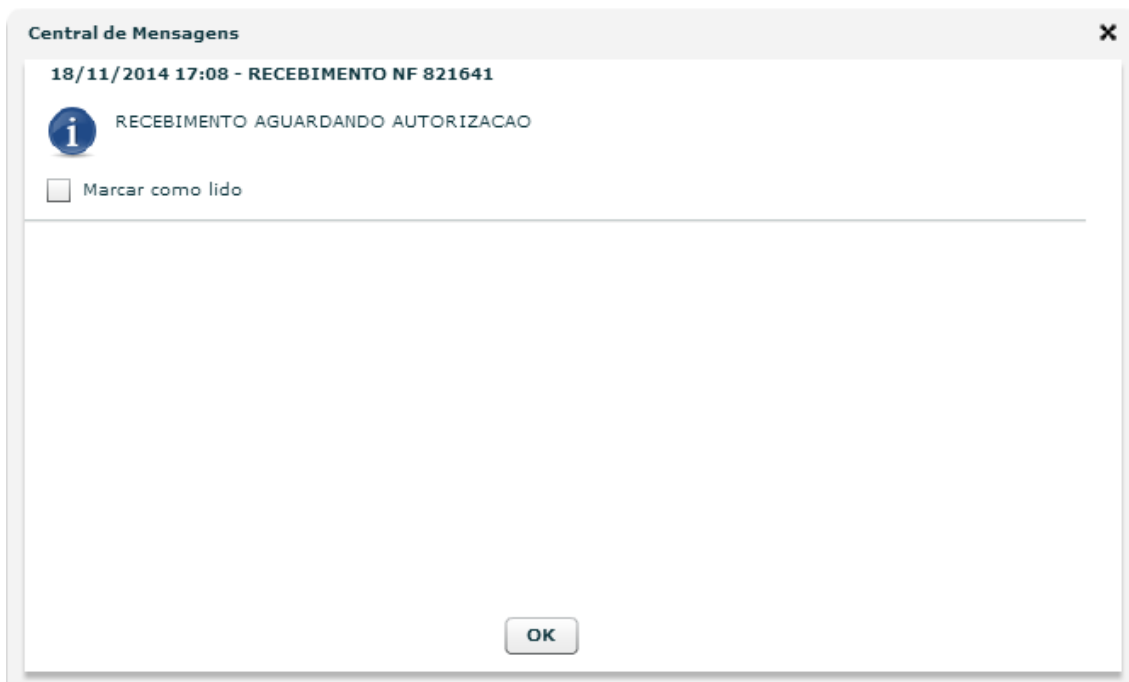 Central de Mensagens
18/11/2014 17:08 - RECEBIMENTO NF 821641
RECEBIMENTO AGUARDANDO AUTORIZACAO
Marcar como lido
OK